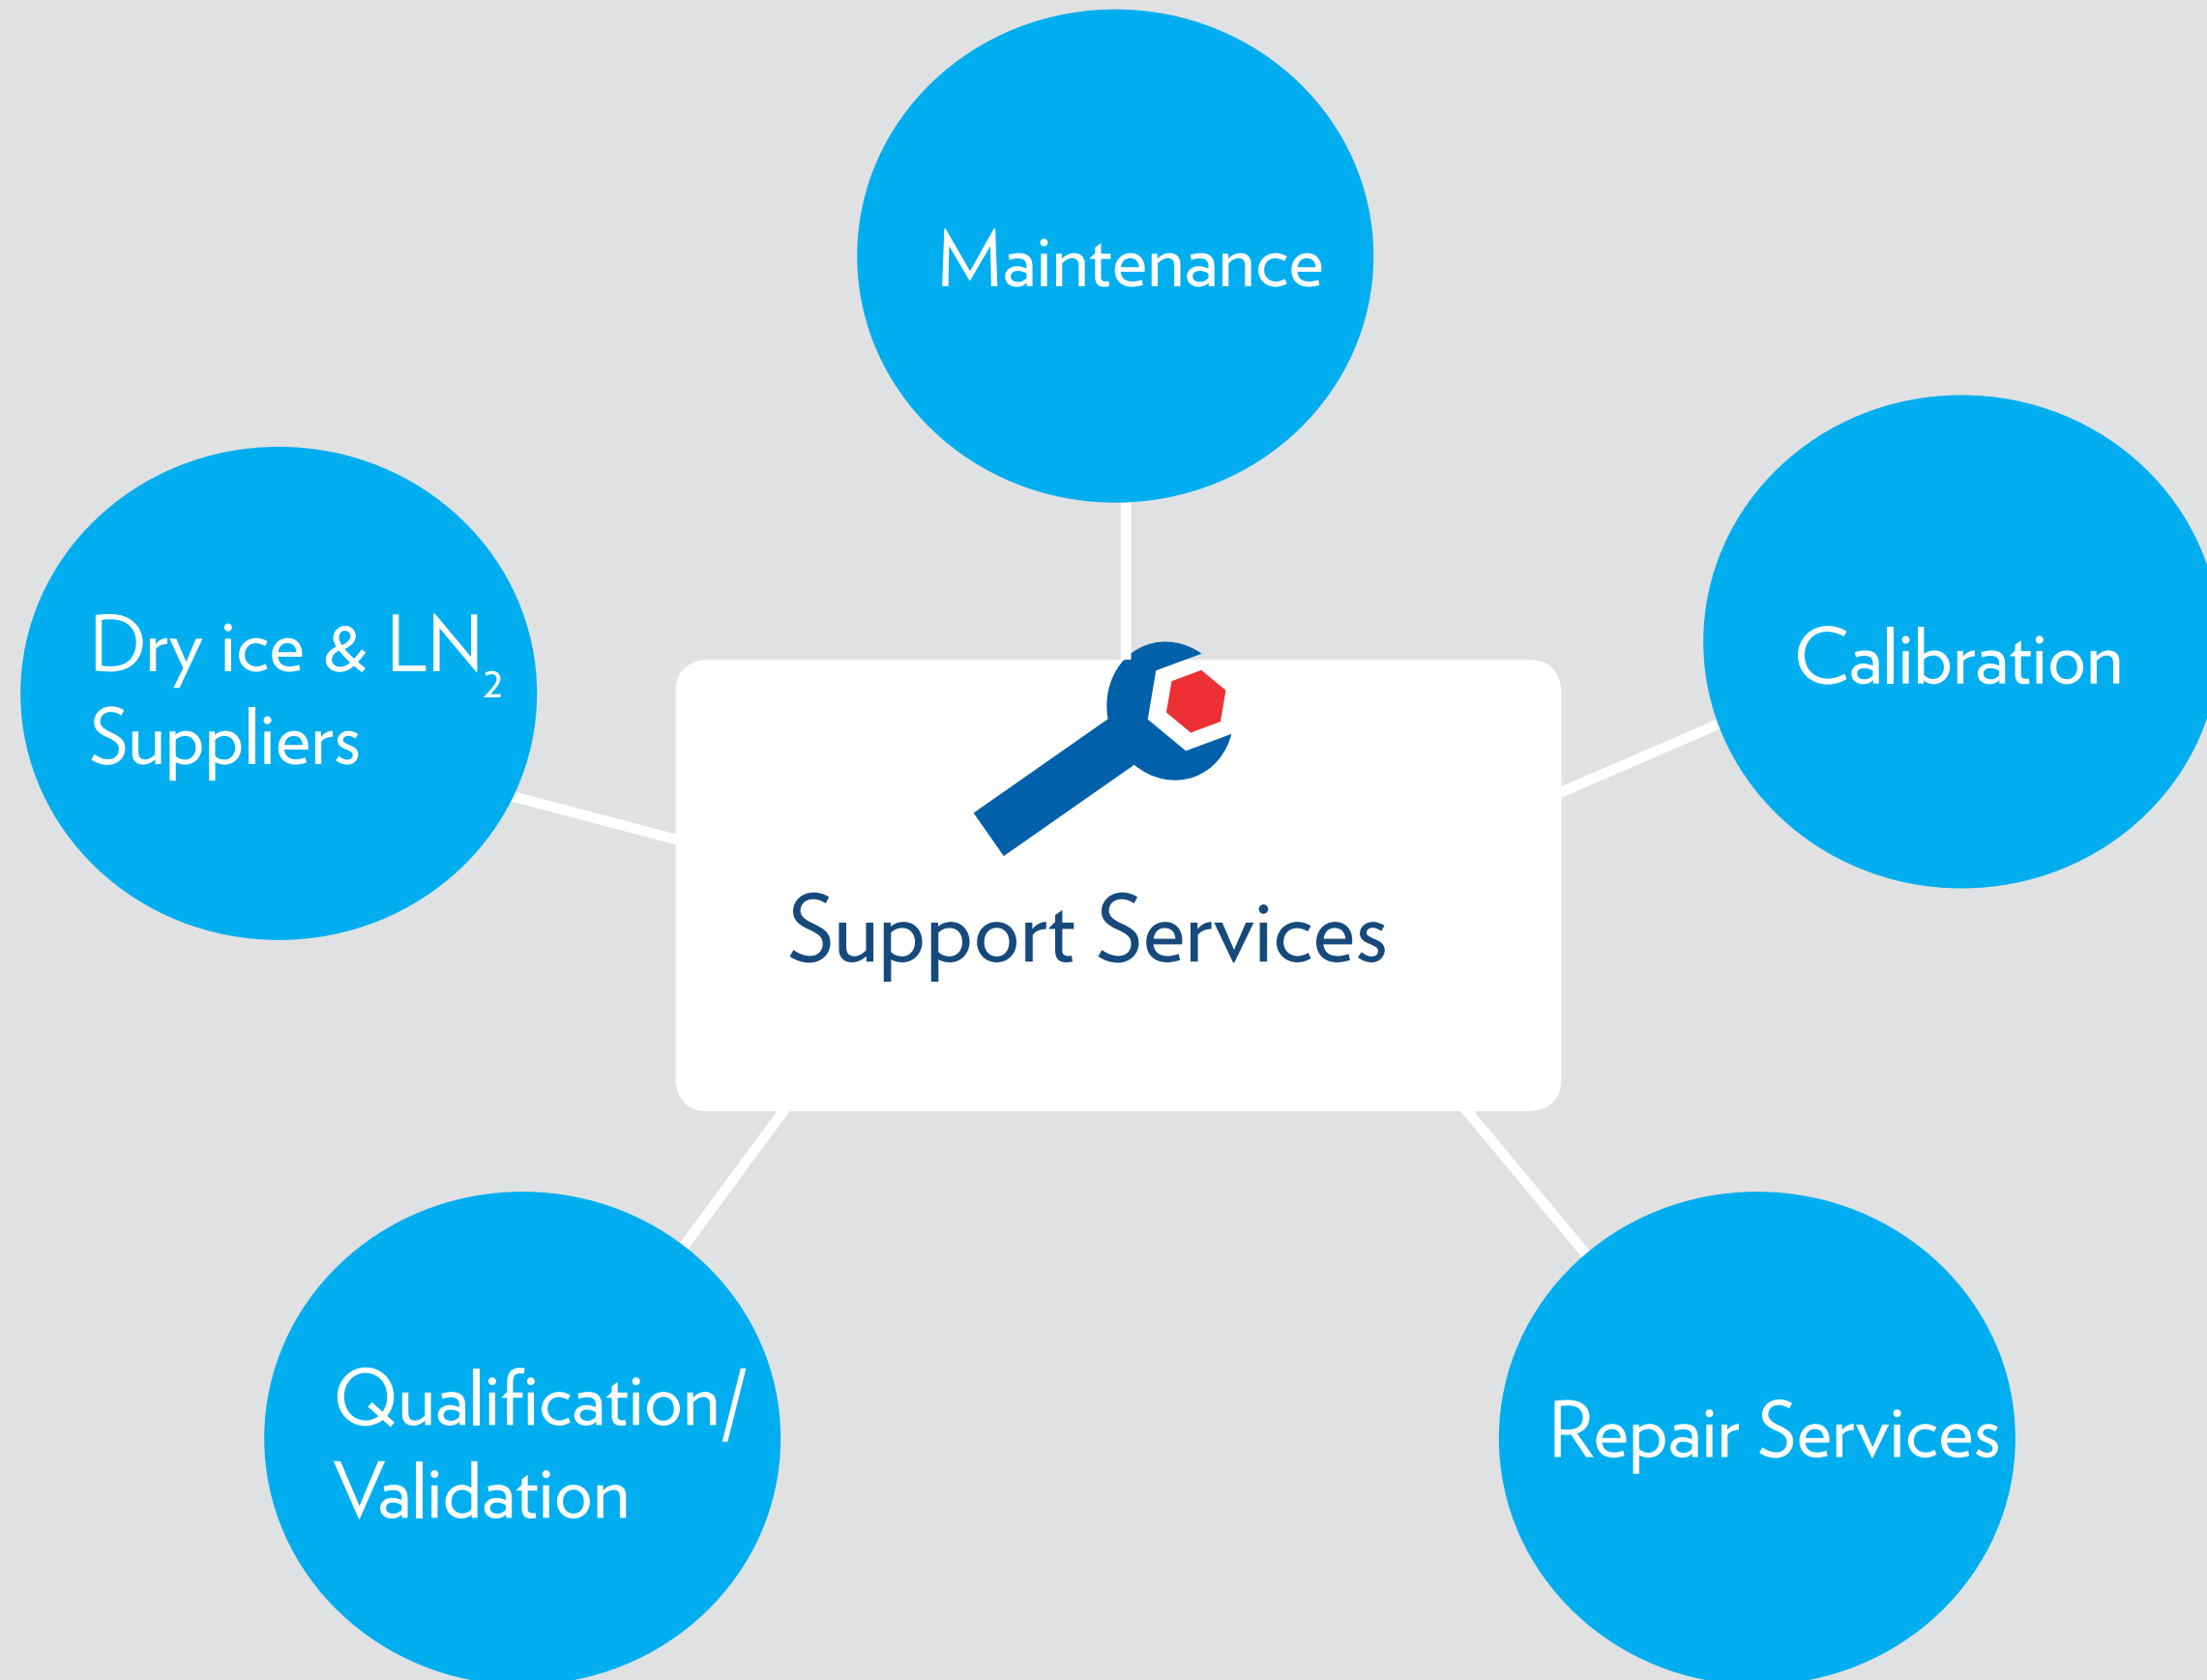 Maintenance
Dry ice & LN₂
Suppliers
Calibration
Support Services
Qualification/
Validation
Repair Services